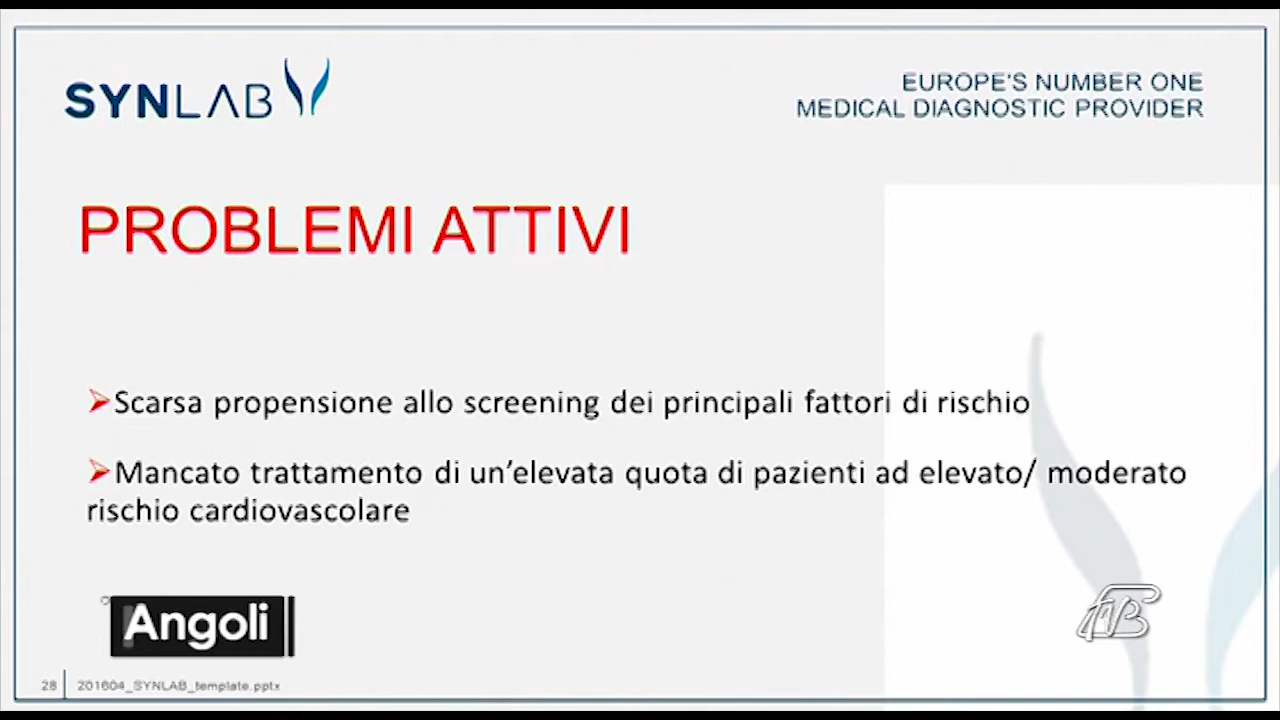 SYNLAB
EUROPE'S NUMBER ONE
MEDICAL DIAGNOSTIC PROVIDER
PROBLEMI ATTIVI
➢Scarsa propensione allo screening dei principali fattori di rischio
➢Mancato trattamento di un’elevata quota di pazienti ad elevato/ moderato
rischio cardiovascolare
Angoli
28
201604_SYNLAB_template.pptx